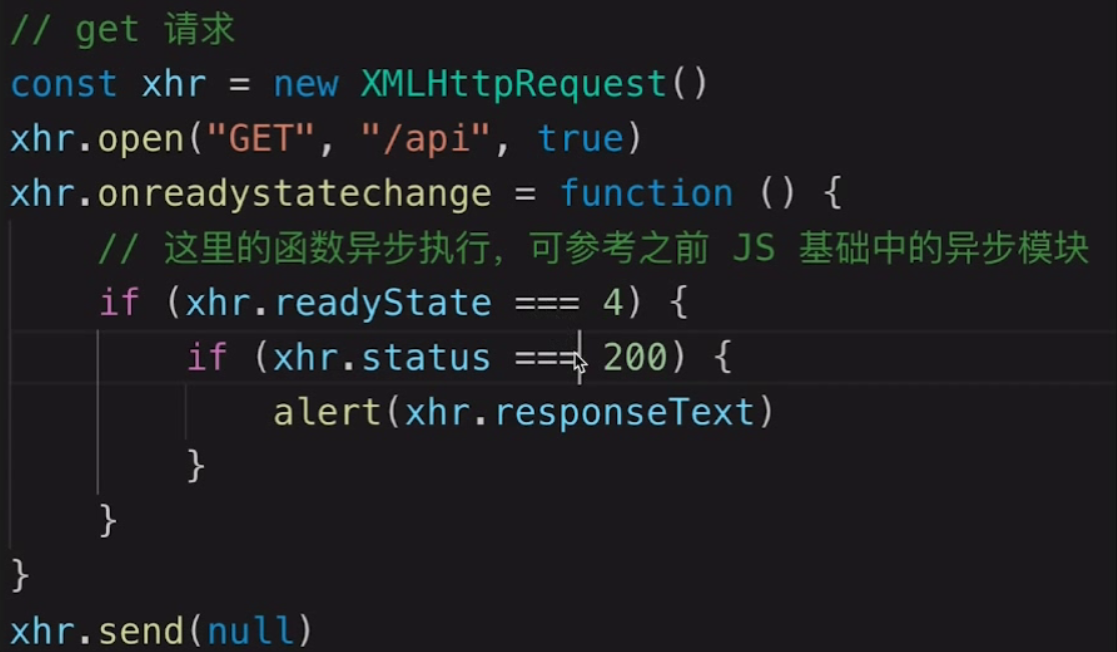 // get 请求
const xhr = new XMLHttpRequest()
xhr.open("GET", "/api", true)
xhr.onreadystatechange = function () {
    // 这里的函数异步执行，可参考之前 JS 基础中的异步模块
    if (xhr.readyState === 4) {
        if (xhr.status === 200) {
            alert(xhr.responseText)
        }
    }
}
xhr.send(null)